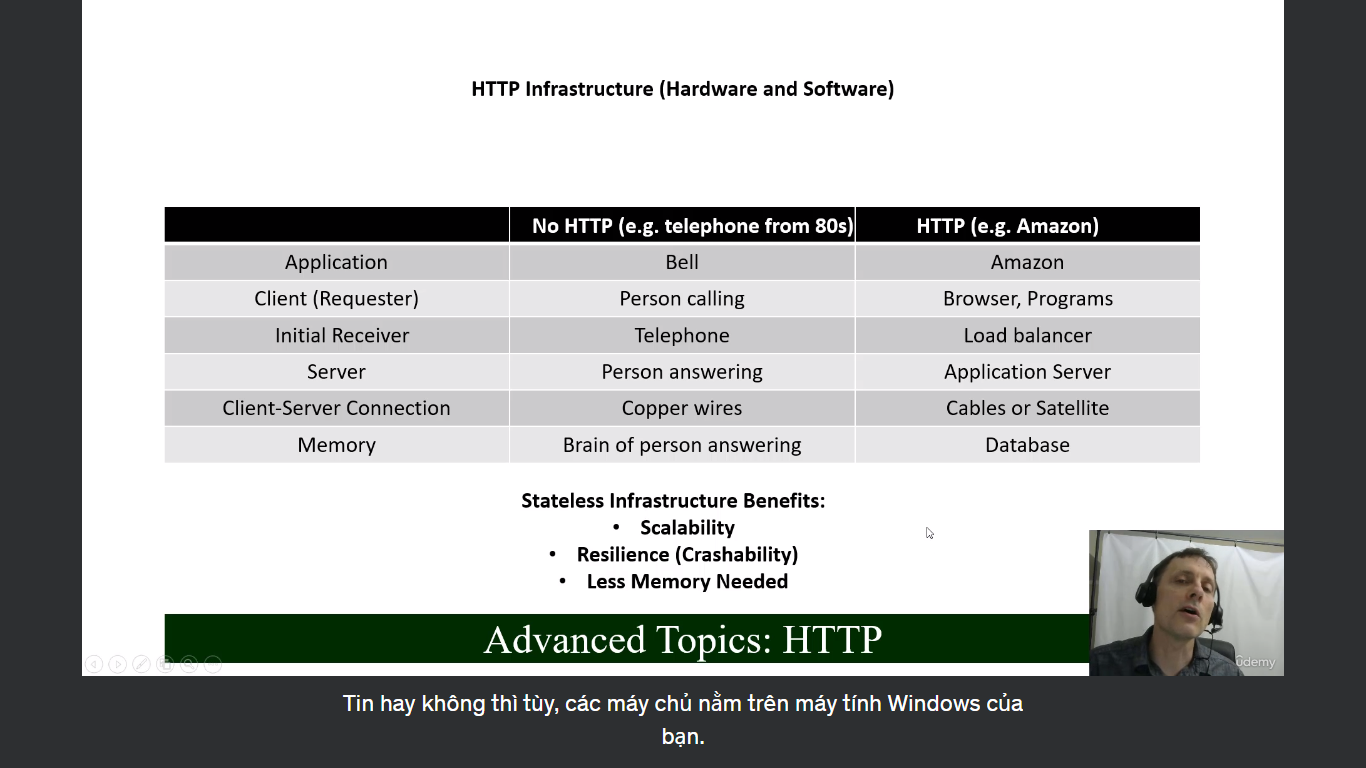 HTTP Infrastructure (Hardware and Software)
No HTTP (e.g. telephone from 80s) HTTP (e.g. Amazon)
Application Bell Amazon
Client (Requester) Person calling Browser, Programs
Initial Receiver Telephone Load balancer
Server Person answering Application Server
Client-Server Connection Copper wires Cables or Satellite
Memory Brain of person answering Database
Stateless Infrastructure Benefits:
• Scalability
• Resilience (Crashability)
• Less Memory Needed
Advanced Topics: HTTP
ûdemy
Tin hay không thì tùy, các máy chủ nằm trên máy tính Windows của
bạn.